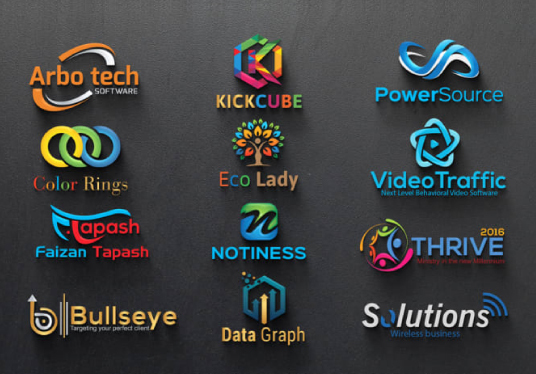 Arbo tech
SOFTWARE
KICKCUBE
PowerSource
Color Rings
Eco Lady
VideoTraffic
Next Level Behavioral Video Software
Tapash
Faizan Tapash
NOTINESS
2016
THRIVE
Bullseye
Targeting your perfect client
Data Graph
Solutions
Wireless business